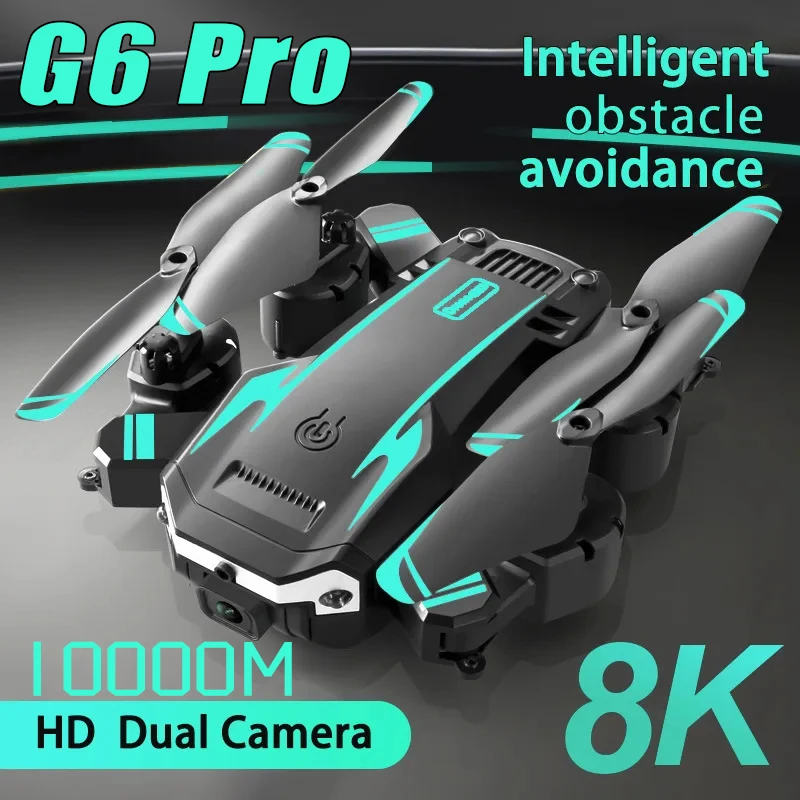 G6 Pro
Intelligent
obstacle
avoidance
10000M
HD Dual Camera
8K